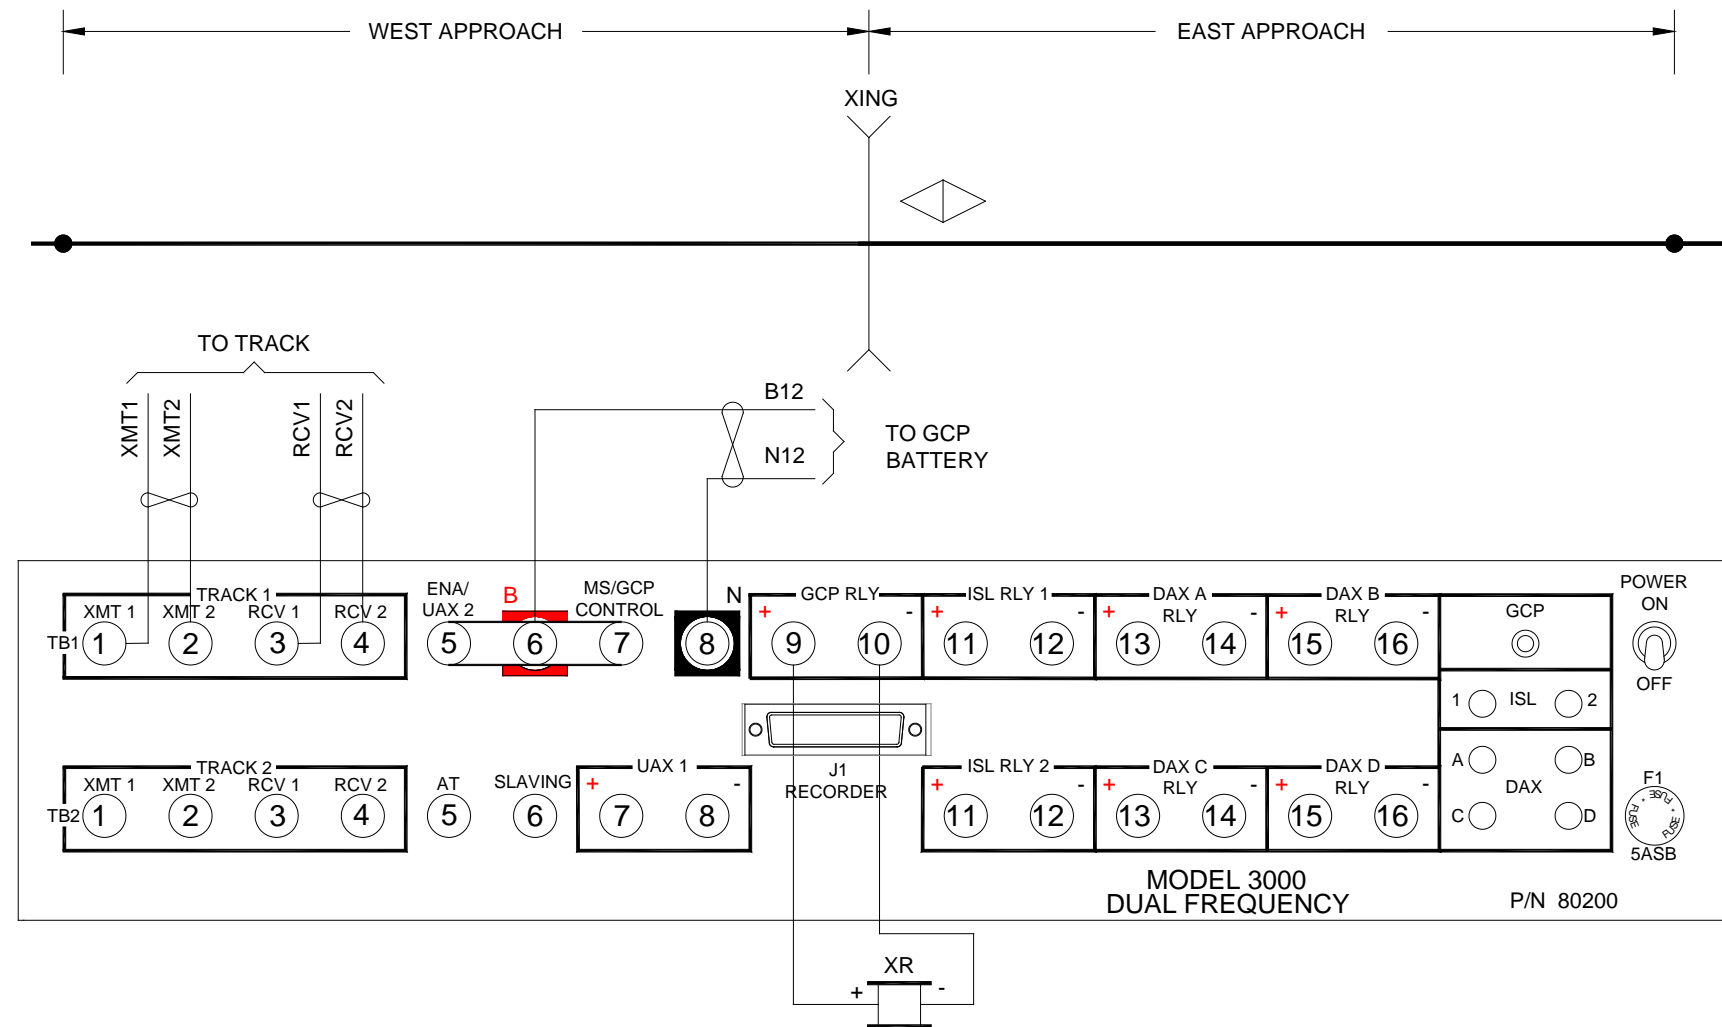 WEST APPROACH EAST APPROACH
XING
TO TRACK
XMT1 XMT2 RCV1 RCV2
B12
N12
TO GCP
BATTERY
TRACK 1
XMT 1 XMT 2 RCV 1 RCV 2
TB1 1 2 3 4
ENA/
UAX 2
5
B
6
MS/GCP
CONTROL
7
N
8
GCP RLY
+ -
9 10
ISL RLY 1
+ -
11 12
DAX A
RLY
+ -
13 14
DAX B
RLY
+ -
15 16
GCP
1 ISL 2
A B
DAX
C D
POWER
ON
OFF
TRACK 2
XMT 1 XMT 2 RCV 1 RCV 2
TB2 1 2 3 4
AT
5
SLAVING
6
UAX 1
+ -
7 8
J1
RECORDER
ISL RLY 2
+ -
11 12
DAX C
RLY
+ -
13 14
DAX D
RLY
+ -
15 16
F1
FUSE * FUSE * FUSE
5ASB
MODEL 3000
DUAL FREQUENCY
P/N 80200
XR
+ -